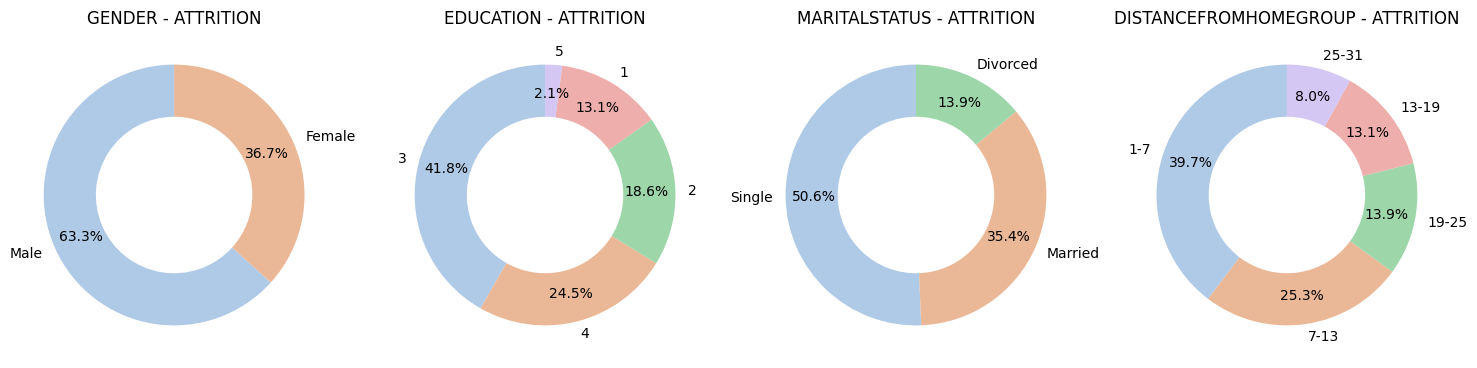 GENDER - ATTRITION
Female
36.7%
63.3%
Male
EDUCATION - ATTRITION
5
1
2.1%
13.1%
3
41.8%
18.6%
2
24.5%
4
MARITALSTATUS - ATTRITION
Divorced
13.9%
Single
50.6%
35.4%
Married
DISTANCEFROMHOMEGROUP - ATTRITION
25-31
8.0%
13-19
13.1%
1-7
39.7%
13.9%
19-25
25.3%
7-13